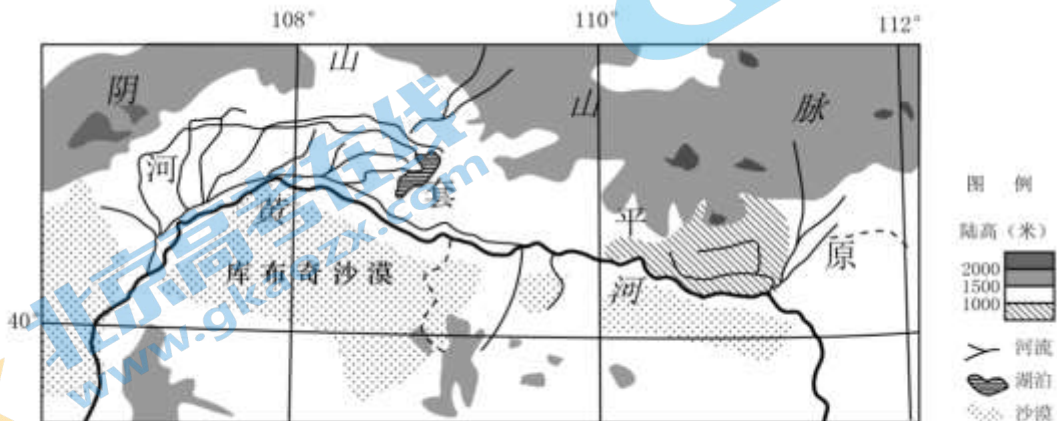 108° 110° 112°
阴 山 山 脉
河 套 平 原
黄 河
库布奇沙漠
40°
图 例
陆高(米)
2000
1500
1000
河流
湖泊
沙漠
北京高考在线
www.gkzxx.com